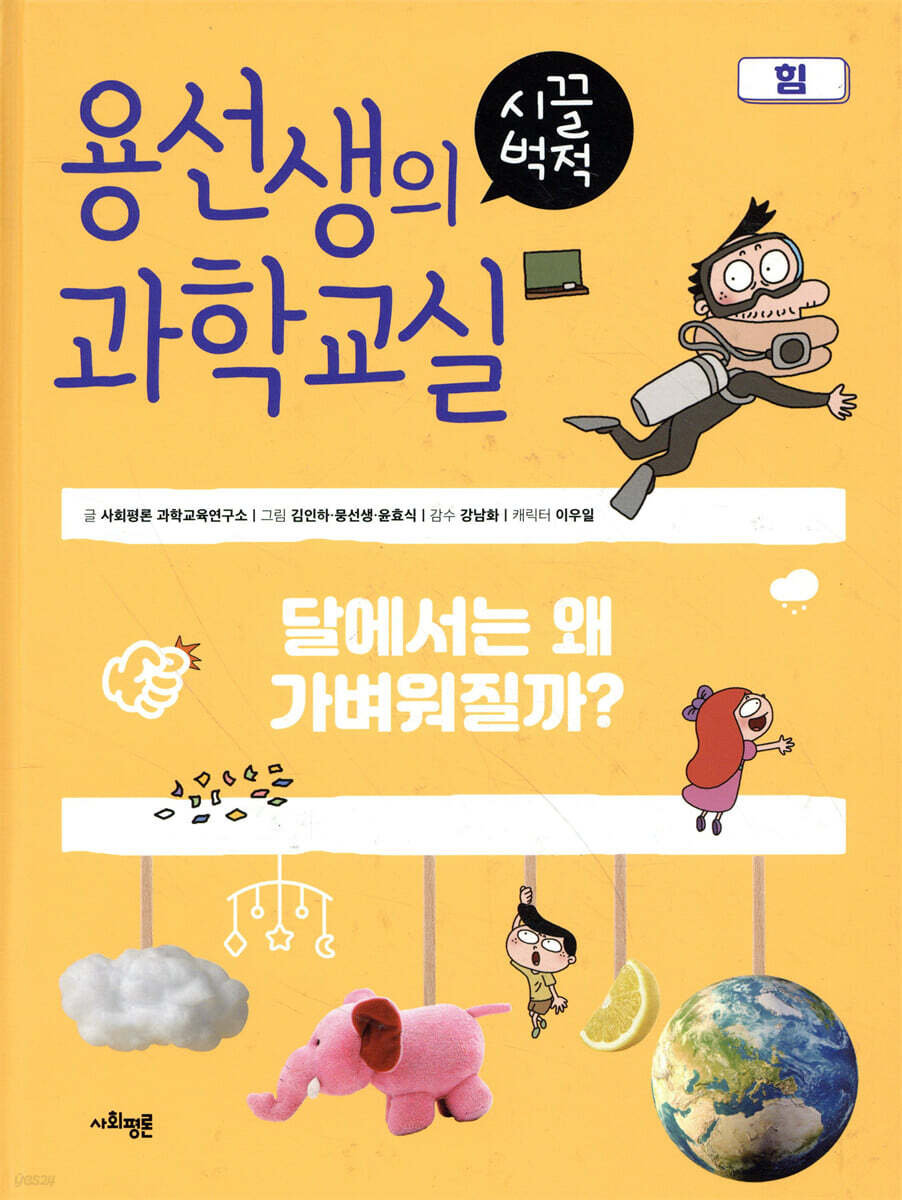 힘
시끌
벅적
용선생의
과학교실
글 사회평론 과학교육연구소 | 그림 김인하·뭉선생·윤효식 | 감수 강남화 | 캐릭터 이우일
달에서는 왜
가벼워질까?
사회평론
yes24